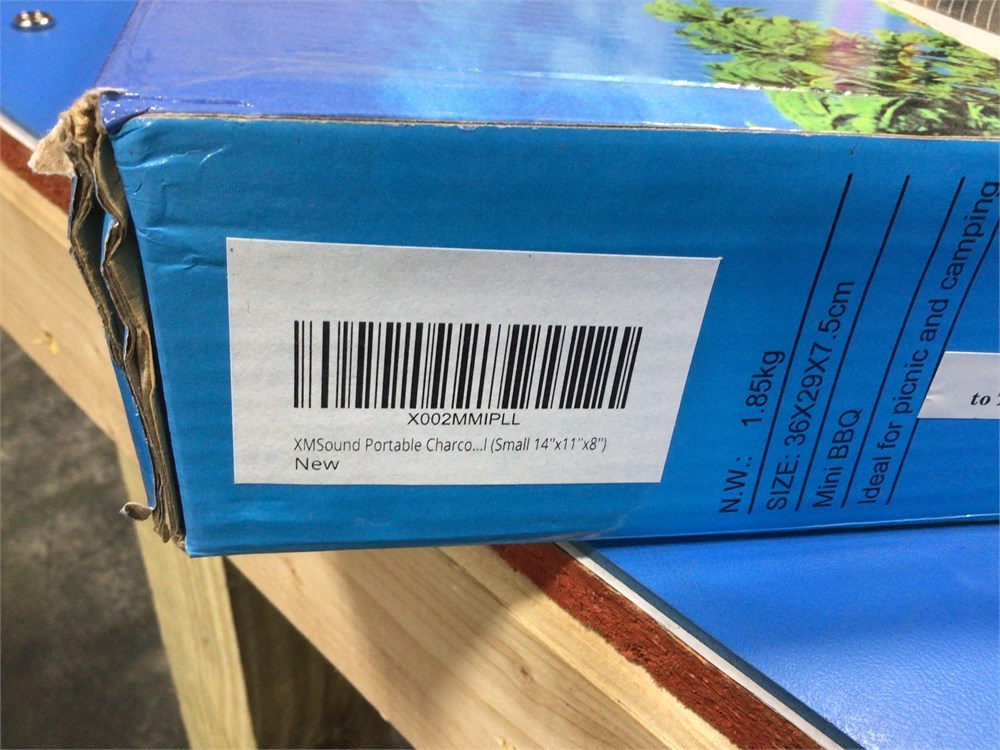 X002MMIPLL
XMSound Portable Charco...l (Small 14"x11"x8")
New
N.W.: 1.85kg
SIZE: 36X29X7.5cm
Mini BBQ
Ideal for picnic and camping
to